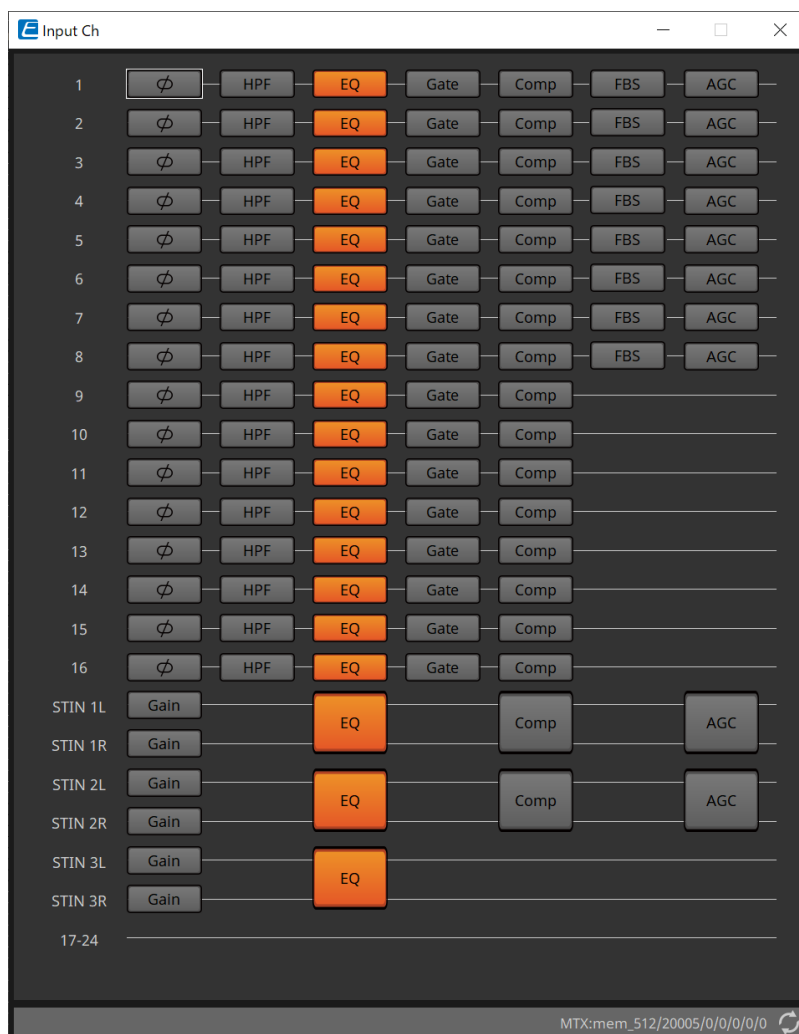 Input Ch
1 ϕ HPF EQ Gate Comp FBS AGC
2 ϕ HPF EQ Gate Comp FBS AGC
3 ϕ HPF EQ Gate Comp FBS AGC
4 ϕ HPF EQ Gate Comp FBS AGC
5 ϕ HPF EQ Gate Comp FBS AGC
6 ϕ HPF EQ Gate Comp FBS AGC
7 ϕ HPF EQ Gate Comp FBS AGC
8 ϕ HPF EQ Gate Comp FBS AGC
9 ϕ HPF EQ Gate Comp
10 ϕ HPF EQ Gate Comp
11 ϕ HPF EQ Gate Comp
12 ϕ HPF EQ Gate Comp
13 ϕ HPF EQ Gate Comp
14 ϕ HPF EQ Gate Comp
15 ϕ HPF EQ Gate Comp
16 ϕ HPF EQ Gate Comp
STIN 1L Gain
EQ Comp AGC
STIN 1R Gain
STIN 2L Gain
EQ Comp AGC
STIN 2R Gain
STIN 3L Gain
EQ
STIN 3R Gain
17-24
MTX:mem_512/20005/0/0/0/0/0